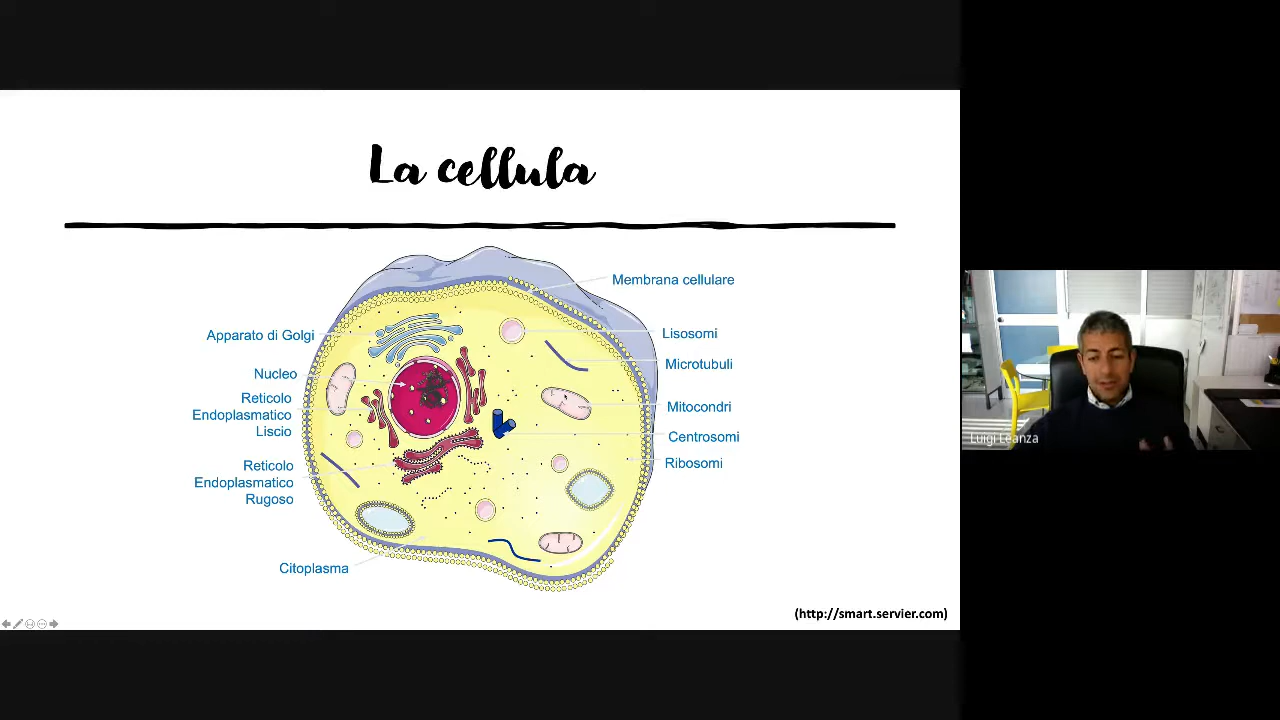 La cellula
Membrana cellulare
Apparato di Golgi
Lisosomi
Microtubuli
Nucleo
Reticolo
Endoplasmatico
Liscio
Mitocondri
Centrosomi
Ribosomi
Reticolo
Endoplasmatico
Rugoso
Citoplasma
(http://smart.servier.com)
Luigi Leanza